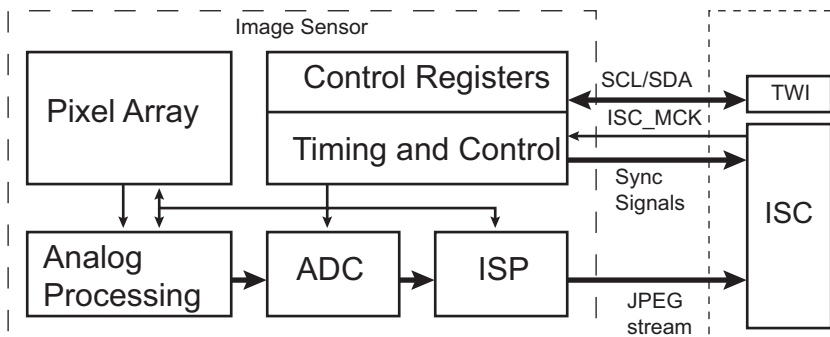 Image Sensor
Pixel Array
Control Registers
Timing and Control
SCL/SDA
TWI
ISC_MCK
Sync
Signals
ISC
Analog
Processing
ADC
ISP
JPEG
stream